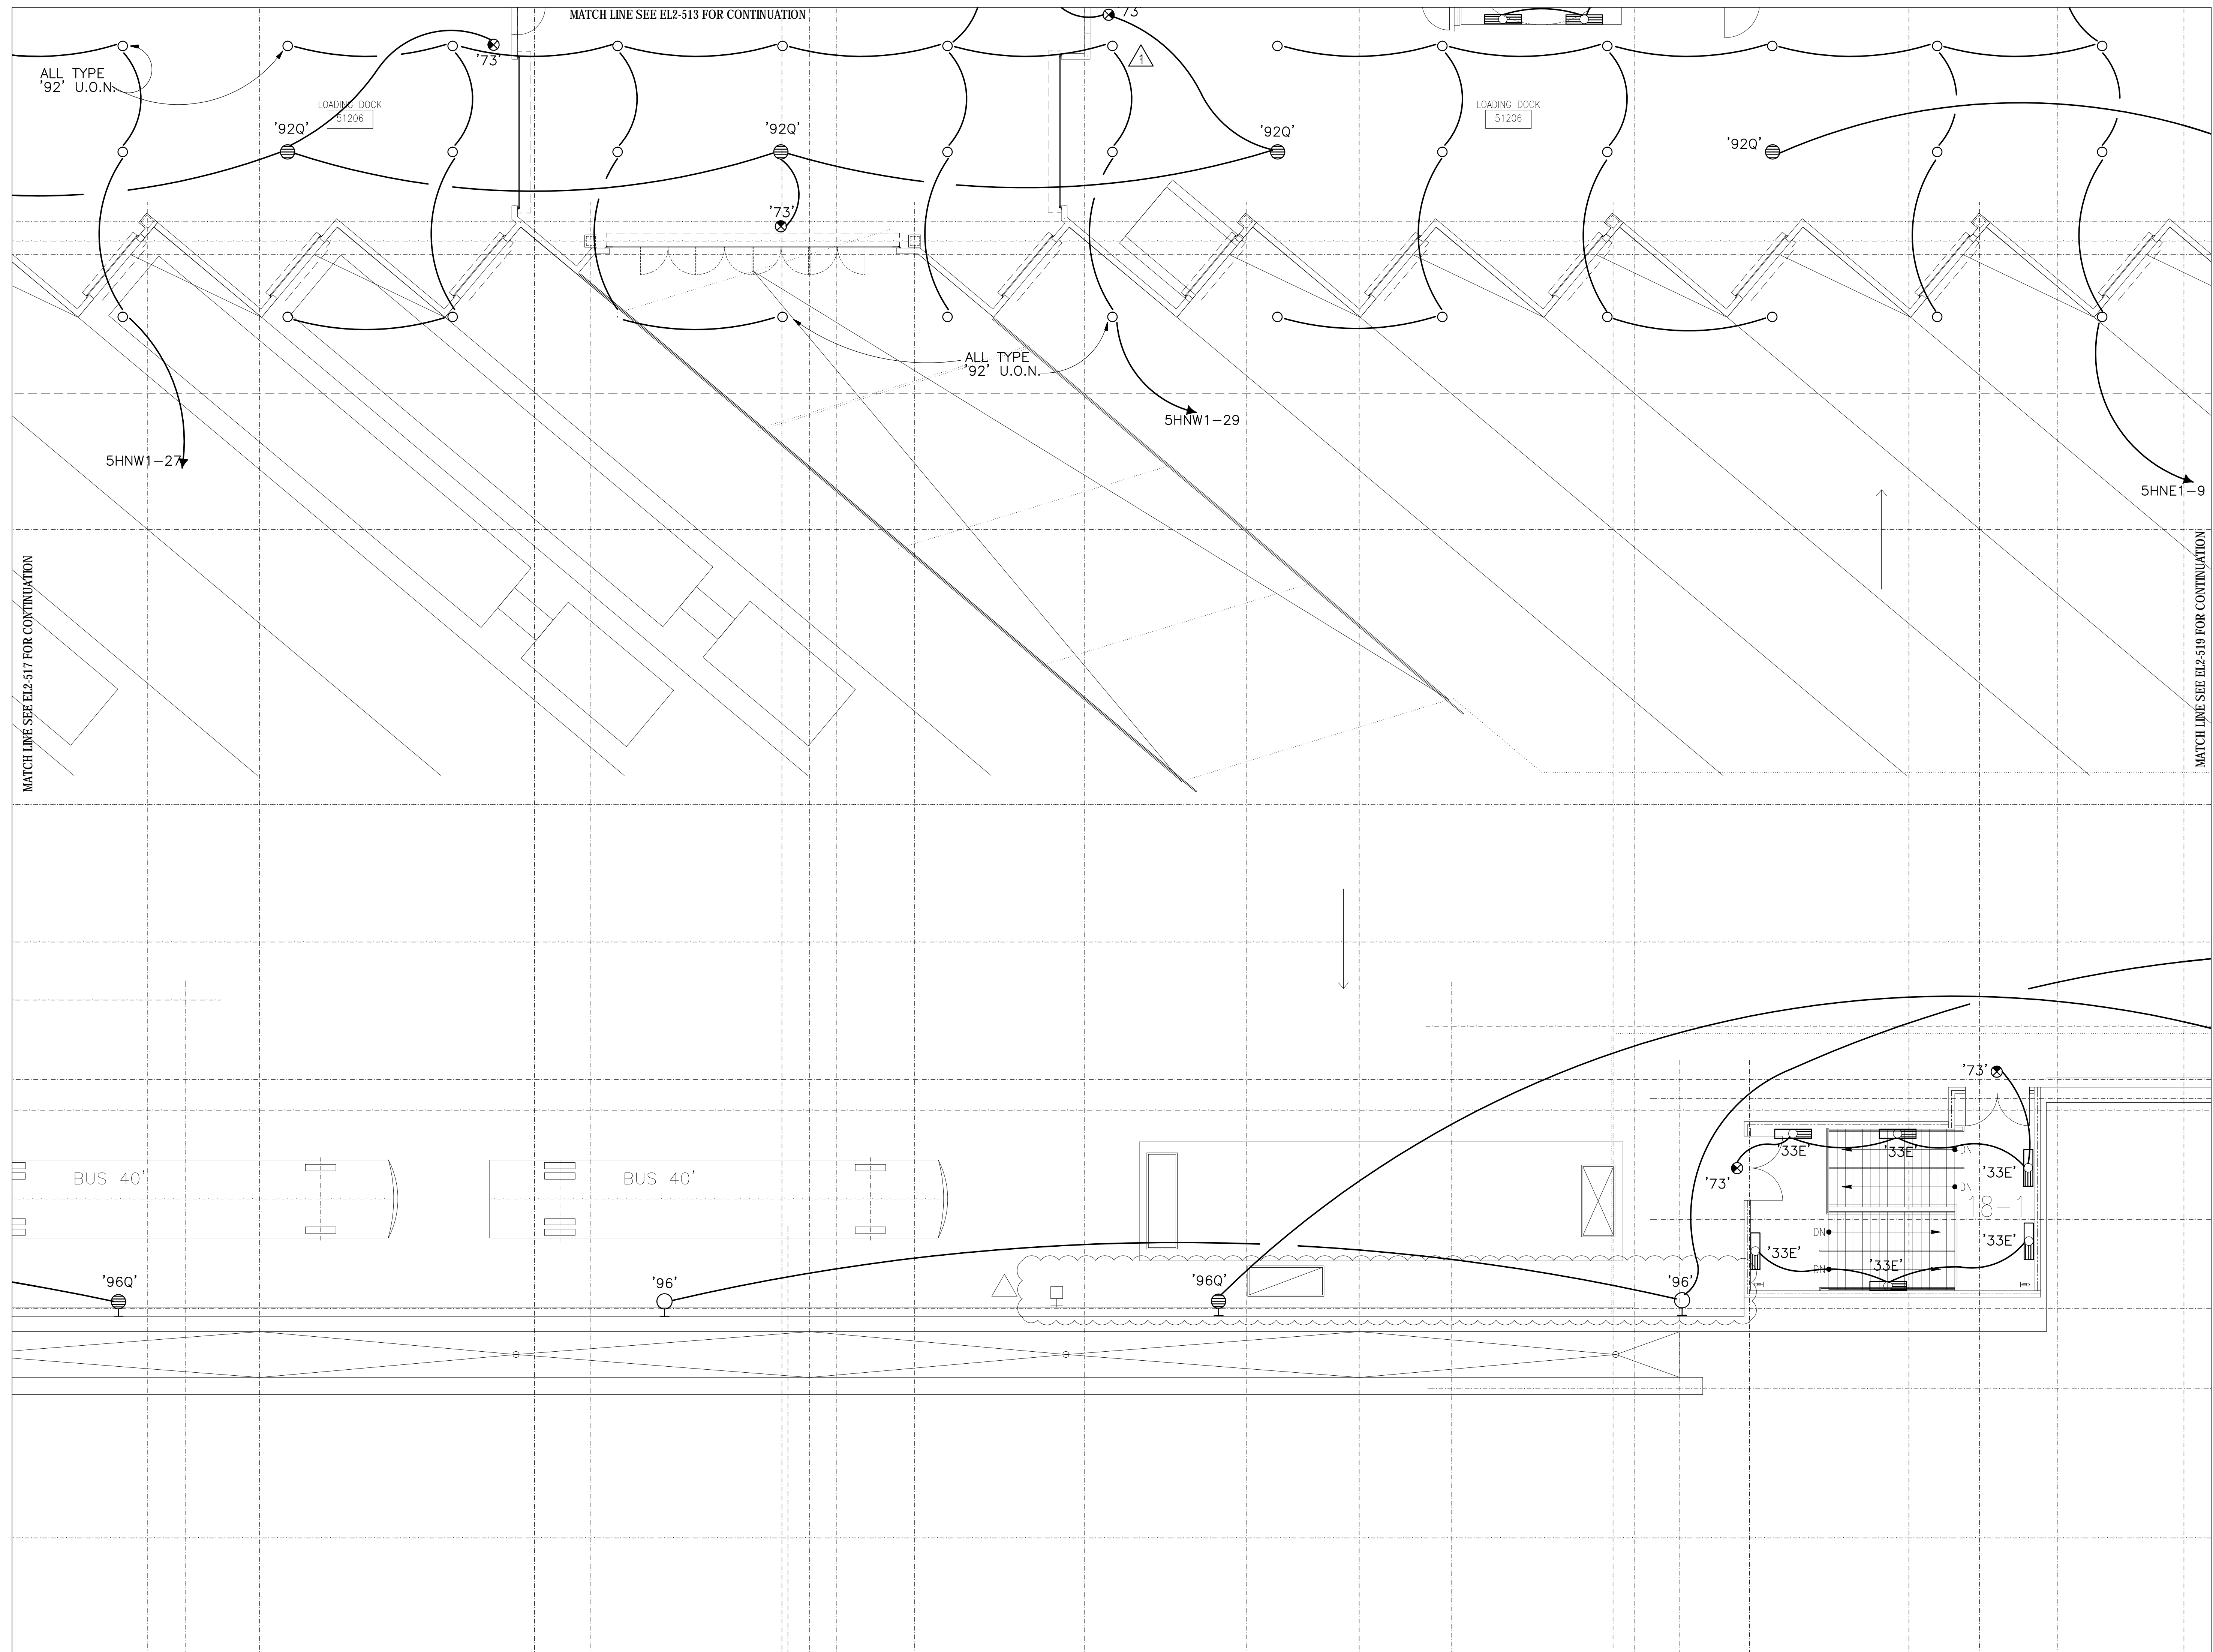 MATCH LINE SEE EL2-513 FOR CONTINUATION
'73'
ALL TYPE
'92' U.O.N.
'73'
1
LOADING DOCK
51206
LOADING DOCK
51206
'92Q'
'92Q'
'92Q'
'92Q'
'73'
ALL TYPE
'92' U.O.N.
5HNW1-29
5HNW1-27
5HNE1-9
MATCH LINE SEE EL2-517 FOR CONTINUATION
MATCH LINE SEE EL2-519 FOR CONTINUATION
'73'
'33E'
'33E'
DN
BUS 40'
BUS 40'
'33E'
'73'
DN
18-1
DN
'33E'
'33E'
DN
'33E'
'96Q'
'96'
'96Q'
'96'